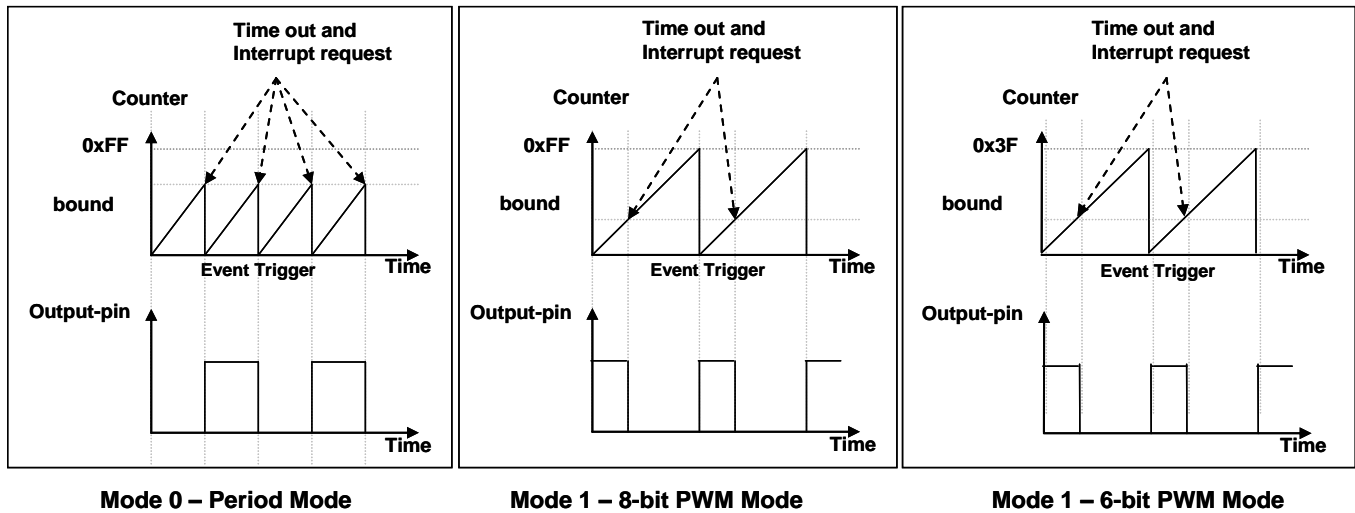 Time out and
Interrupt request
Counter
0xFF
bound
Event Trigger
Time
Output-pin
Time
Mode 0 – Period Mode
Time out and
Interrupt request
Counter
0xFF
bound
Event Trigger
Time
Output-pin
Time
Mode 1 – 8-bit PWM Mode
Time out and
Interrupt request
Counter
0x3F
bound
Event Trigger
Time
Output-pin
Time
Mode 1 – 6-bit PWM Mode